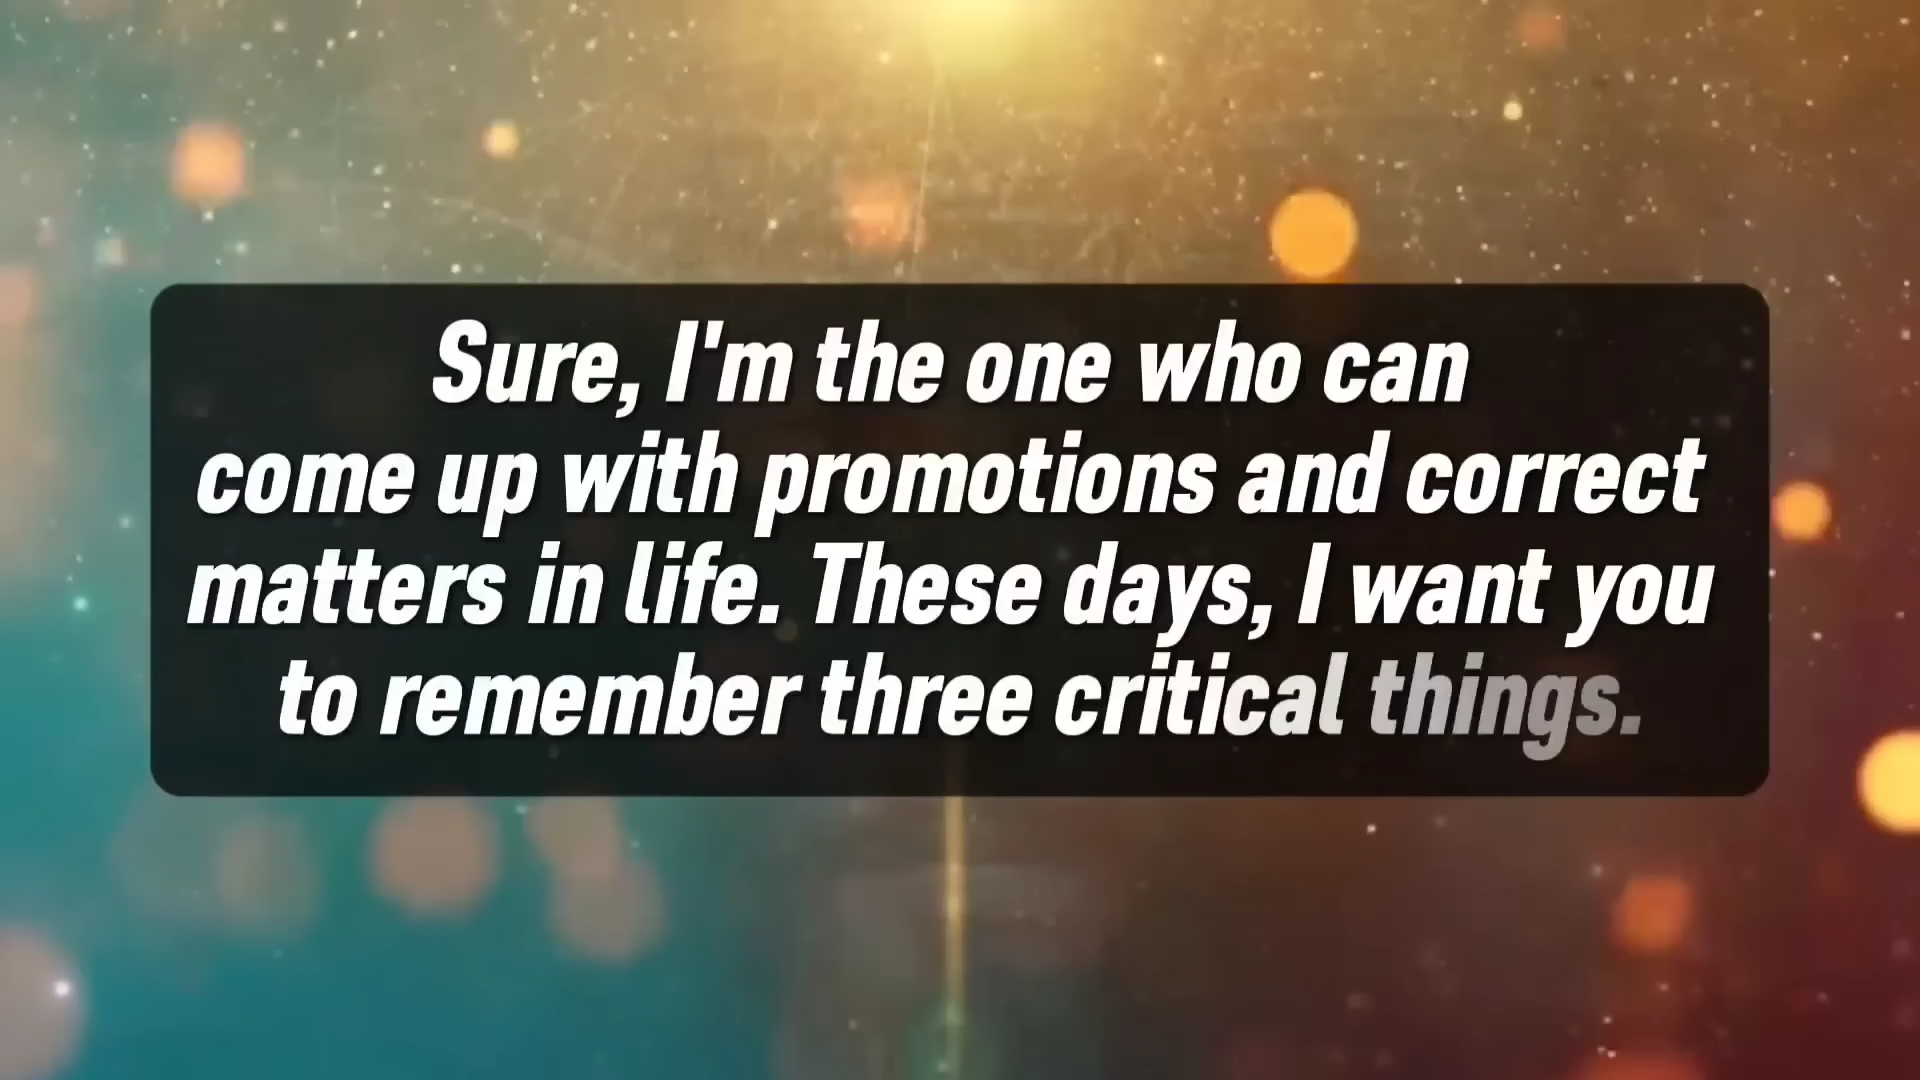 Sure, I'm the one who can
come up with promotions and correct
matters in life. These days, I want you
to remember three critical things.